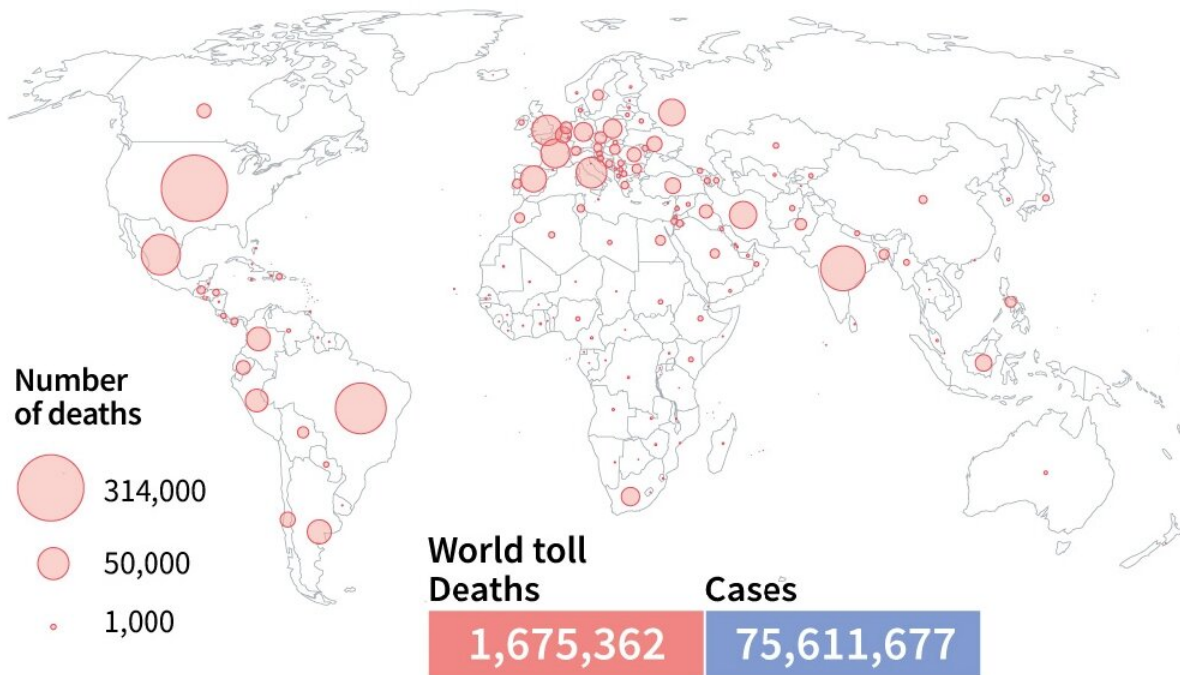 Number
of deaths
314,000
50,000
1,000
World toll
Deaths
Cases
1,675,362
75,611,677